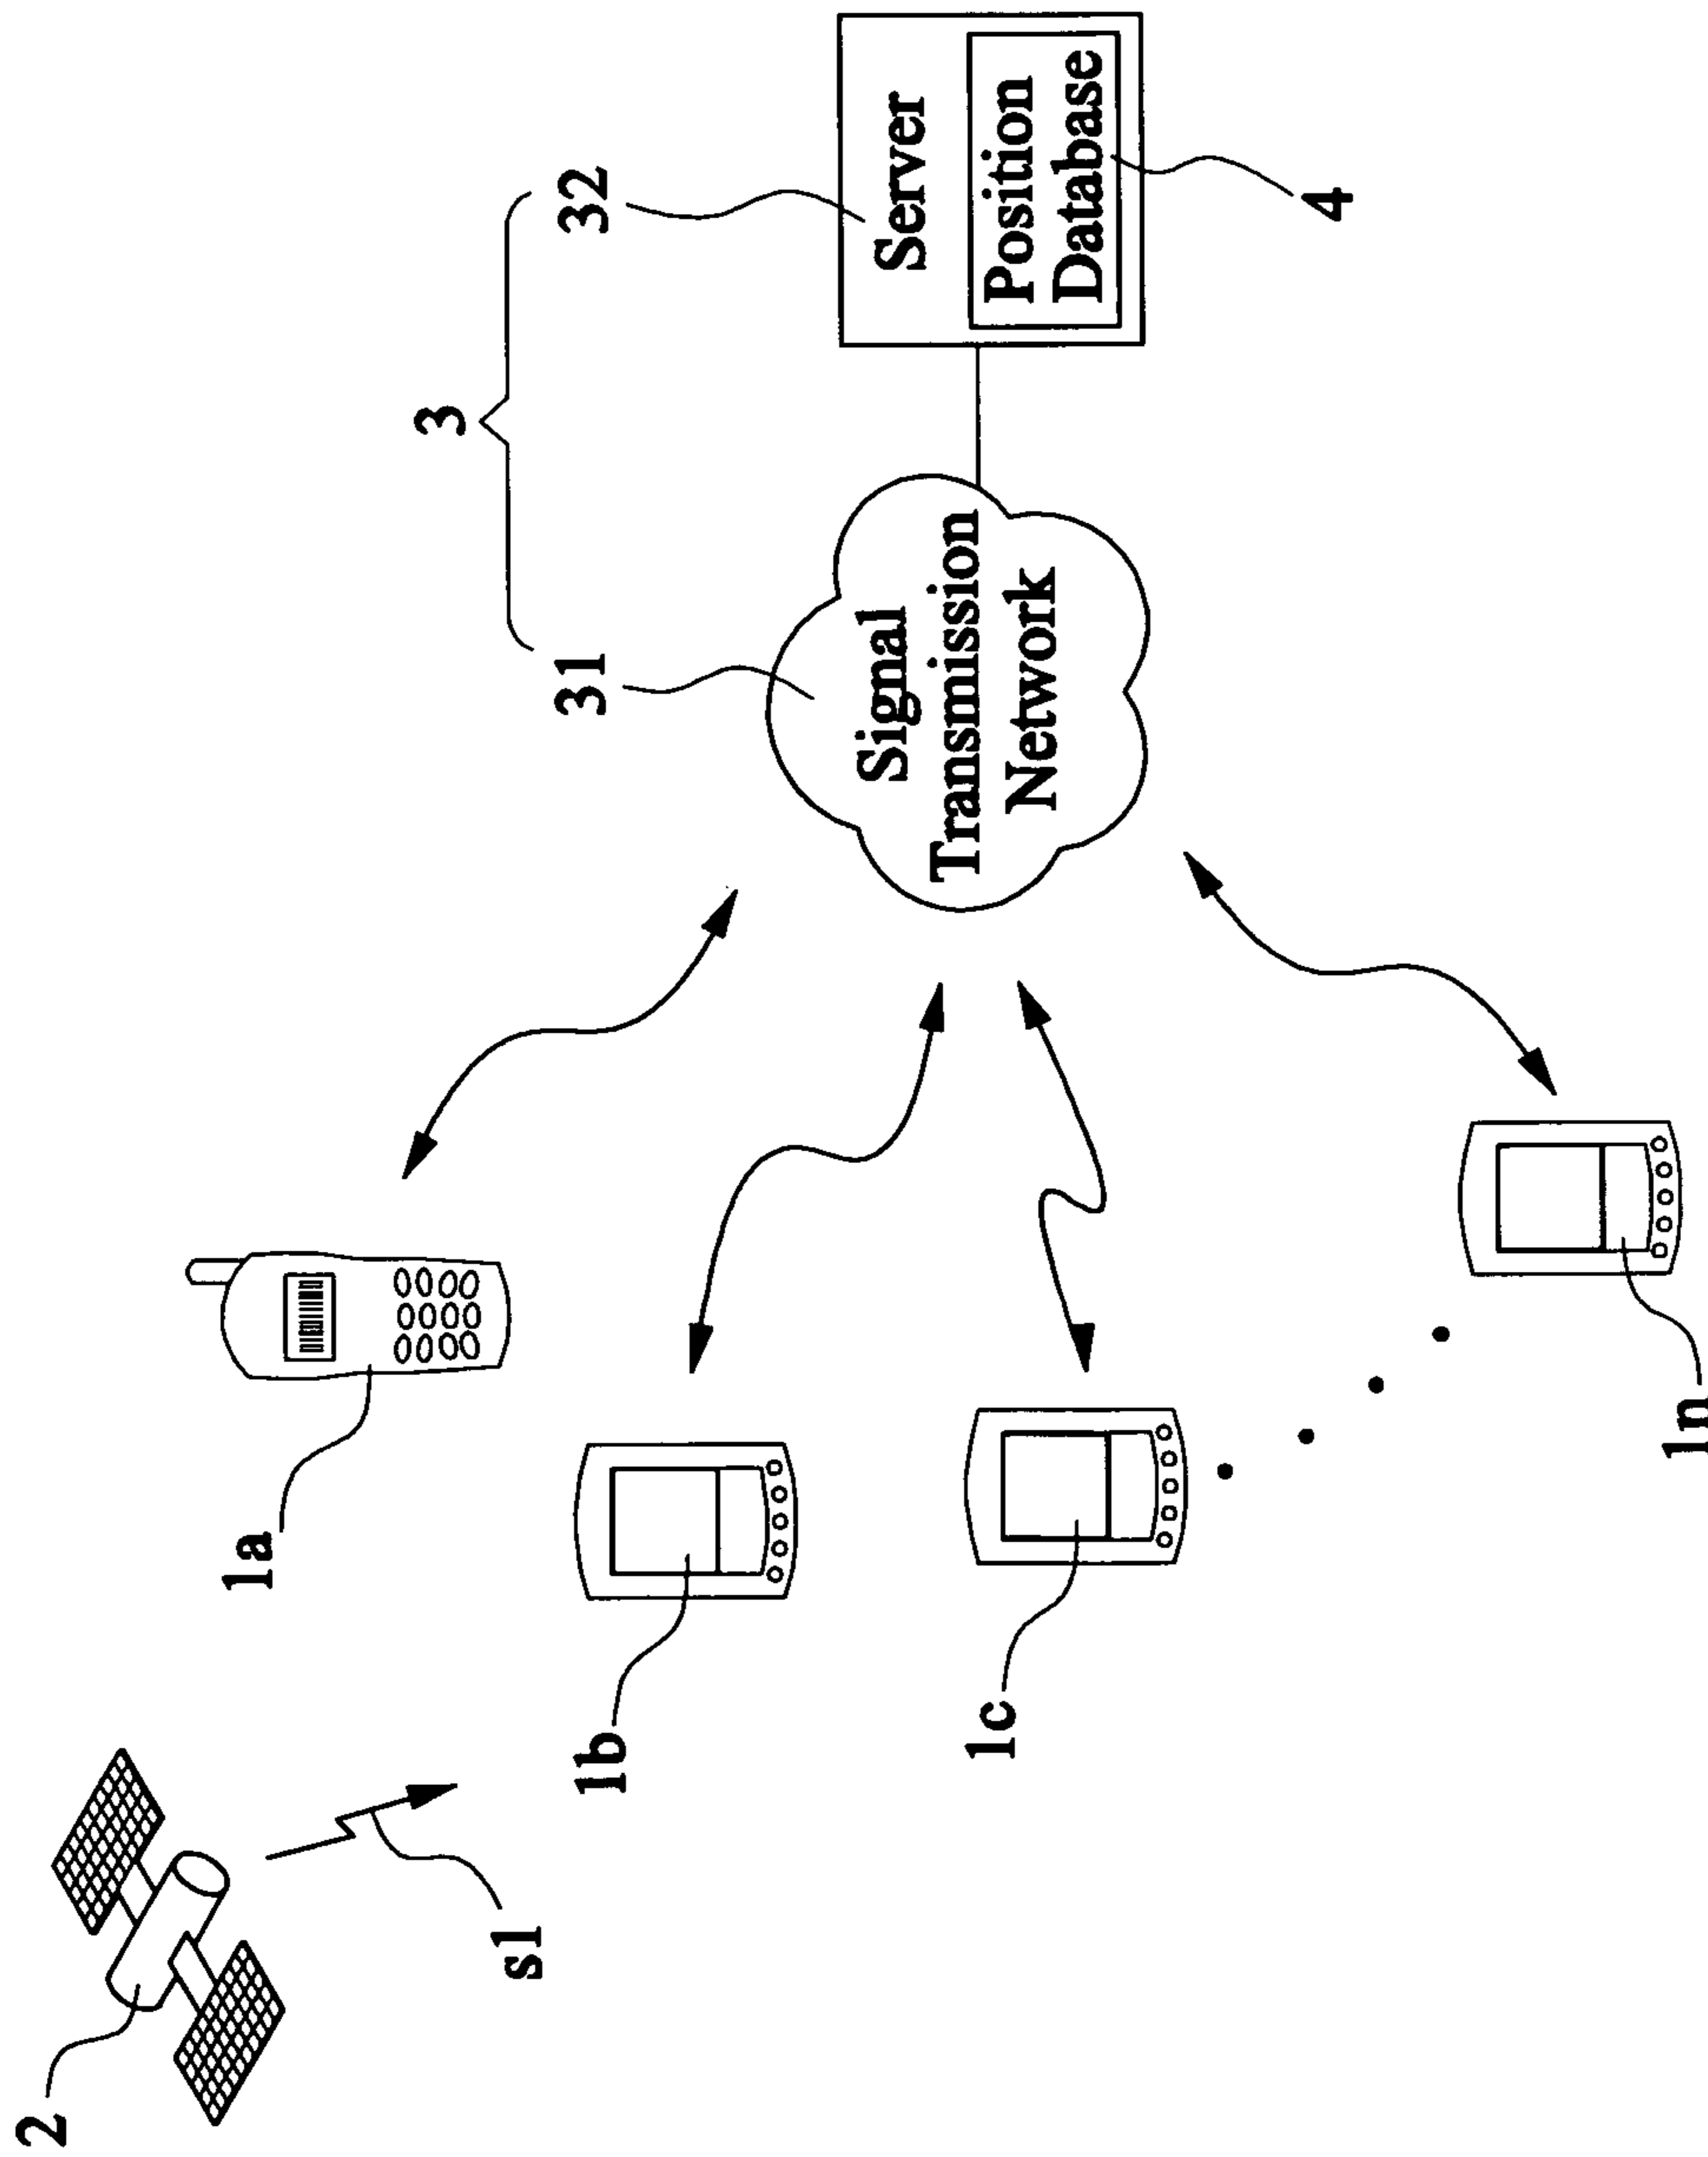 3
31
32
Signal
Transmission
Network
Server
Position
Database
4
2
s1
1a
1b
1c
1n